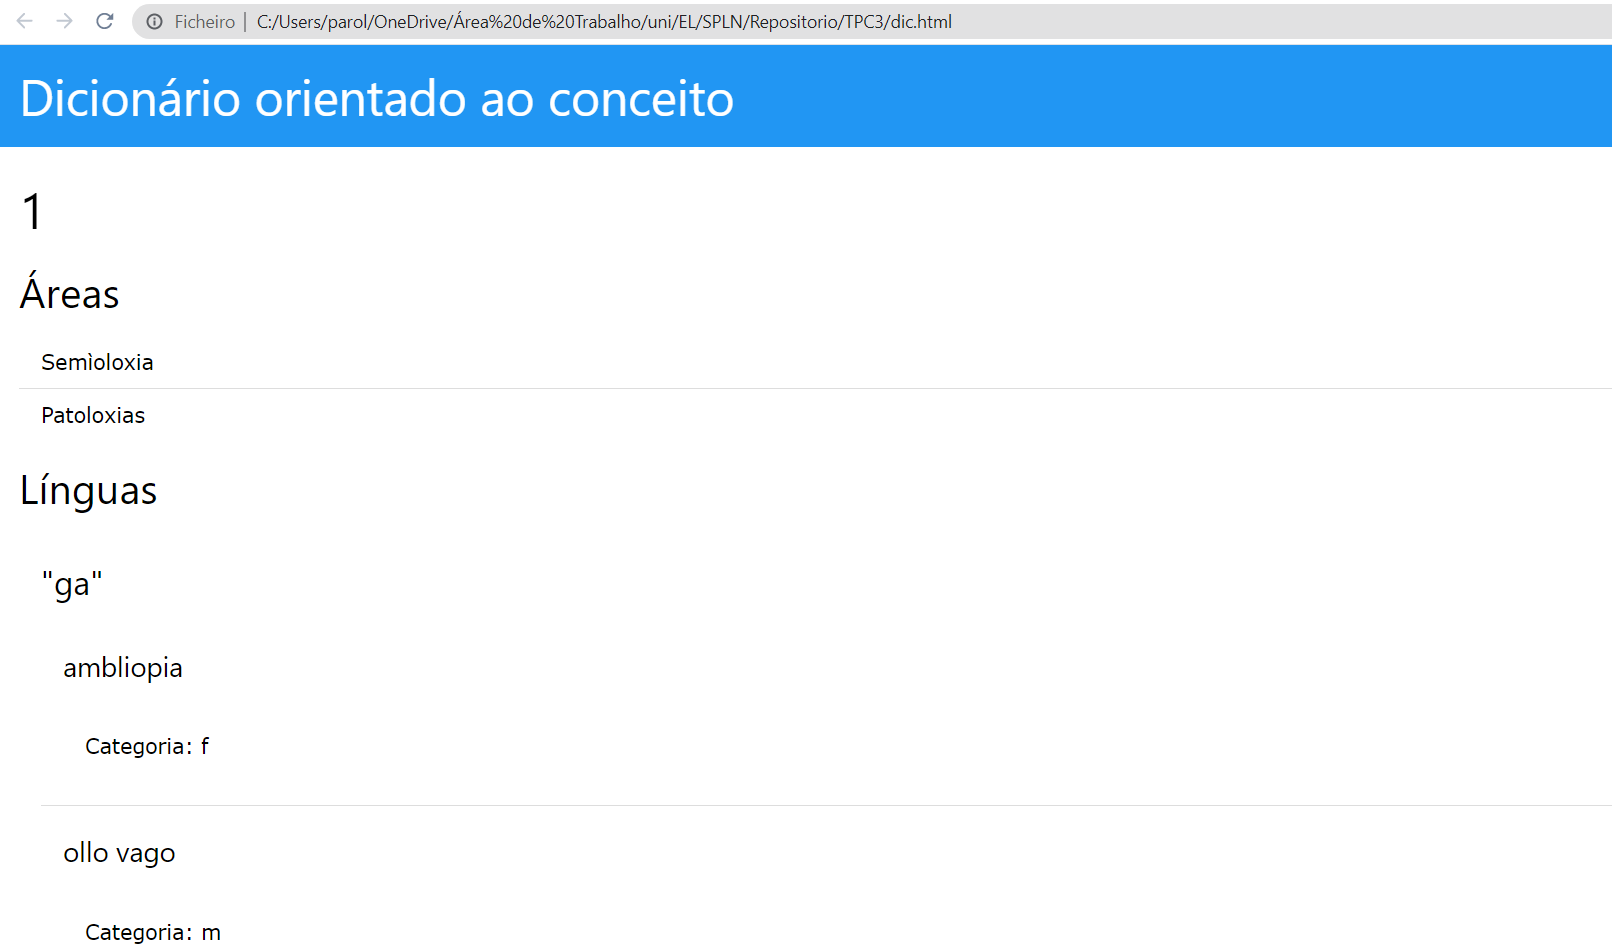 Ficheiro | C:/Users/parol/OneDrive/Área%20de%20Trabalho/uni/EL/SPLN/Repositorio/TPC3/dic.html
Dicionário orientado ao conceito
1
Áreas
Semìoloxia
Patoloxias
Línguas
"ga"
ambliopia
Categoria: f
ollo vago
Categoria: m